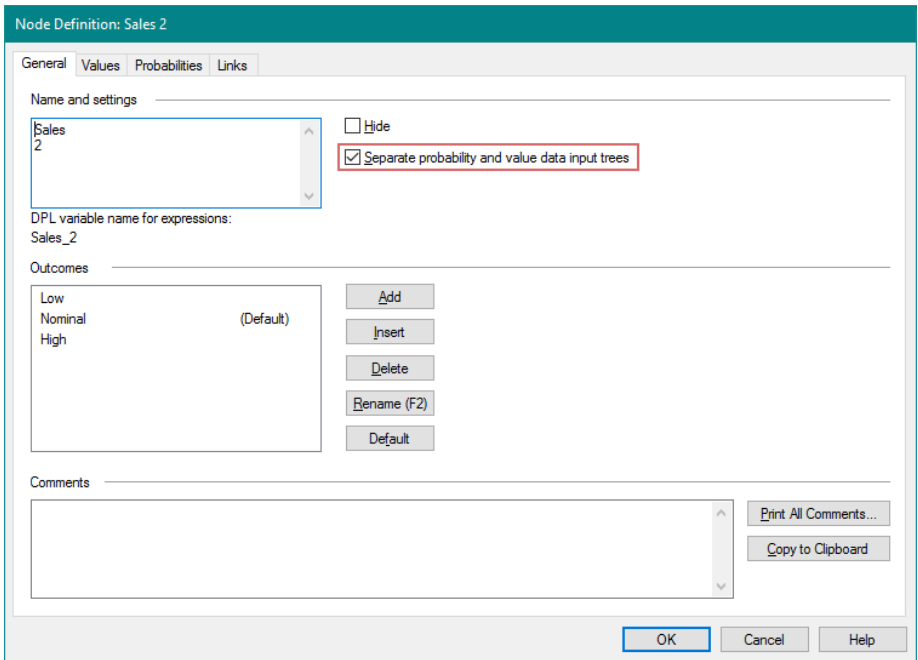 Node Definition: Sales 2
General Values Probabilities Links
Name and settings
Sales
2
Hide
Separate probability and value data input trees
DPL variable name for expressions:
Sales_2
Outcomes
Low
Nominal (Default)
High
Add
Insert
Delete
Rename (F2)
Default
Comments
Print All Comments...
Copy to Clipboard
OK Cancel Help